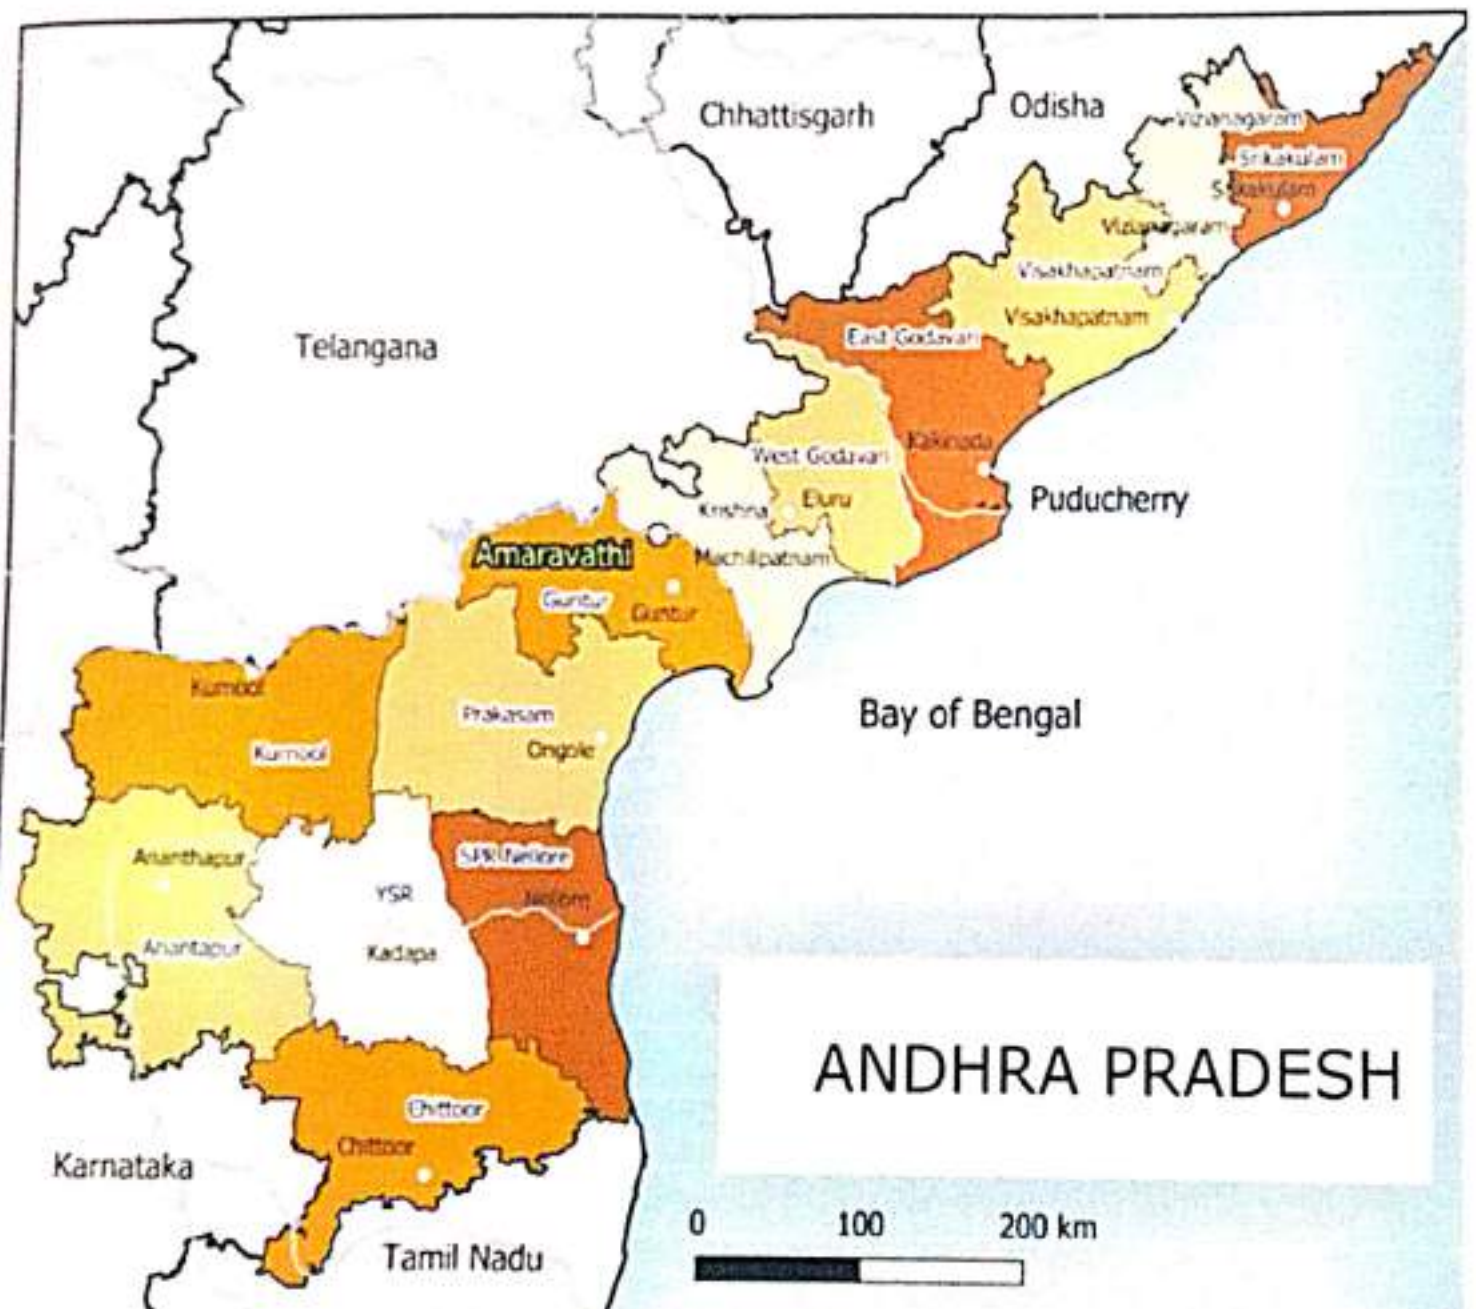 Chhattisgarh
Odisha
Vizianagaram
Srikakulam
Srikakulam
Vizianagaram
Visakhapatnam
Visakhapatnam
Telangana
East Godavari
Kakinada
West Godavari
Eluru
Krishna
Puducherry
Machilipatnam
Amaravathi
Guntur
Guntur
Kurnool
Kurnool
Prakasam
Ongole
Bay of Bengal
Ananthapur
Anantapur
YSR
Kadapa
SPR Nellore
Nellore
ANDHRA PRADESH
Chittoor
Chittoor
Karnataka
Tamil Nadu
0 100 200 km